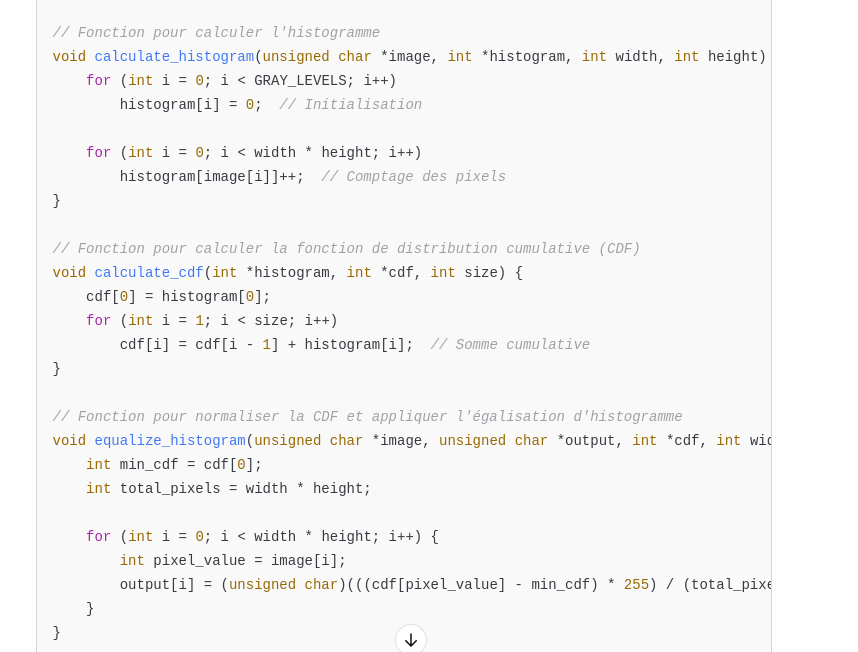 // Fonction pour calculer l'histogramme
void calculate_histogram(unsigned char *image, int *histogram, int width, int height)
    for (int i = 0; i < GRAY_LEVELS; i++)
        histogram[i] = 0;  // Initialisation

    for (int i = 0; i < width * height; i++)
        histogram[image[i]]++;  // Comptage des pixels
}

// Fonction pour calculer la fonction de distribution cumulative (CDF)
void calculate_cdf(int *histogram, int *cdf, int size) {
    cdf[0] = histogram[0];
    for (int i = 1; i < size; i++)
        cdf[i] = cdf[i - 1] + histogram[i];  // Somme cumulative
}

// Fonction pour normaliser la CDF et appliquer l'égalisation d'histogramme
void equalize_histogram(unsigned char *image, unsigned char *output, int *cdf, int
    int min_cdf = cdf[0];
    int total_pixels = width * height;

    for (int i = 0; i < width * height; i++) {
        int pixel_value = image[i];
        output[i] = (unsigned char)(((cdf[pixel_value] - min_cdf) * 255) / (
    }
}